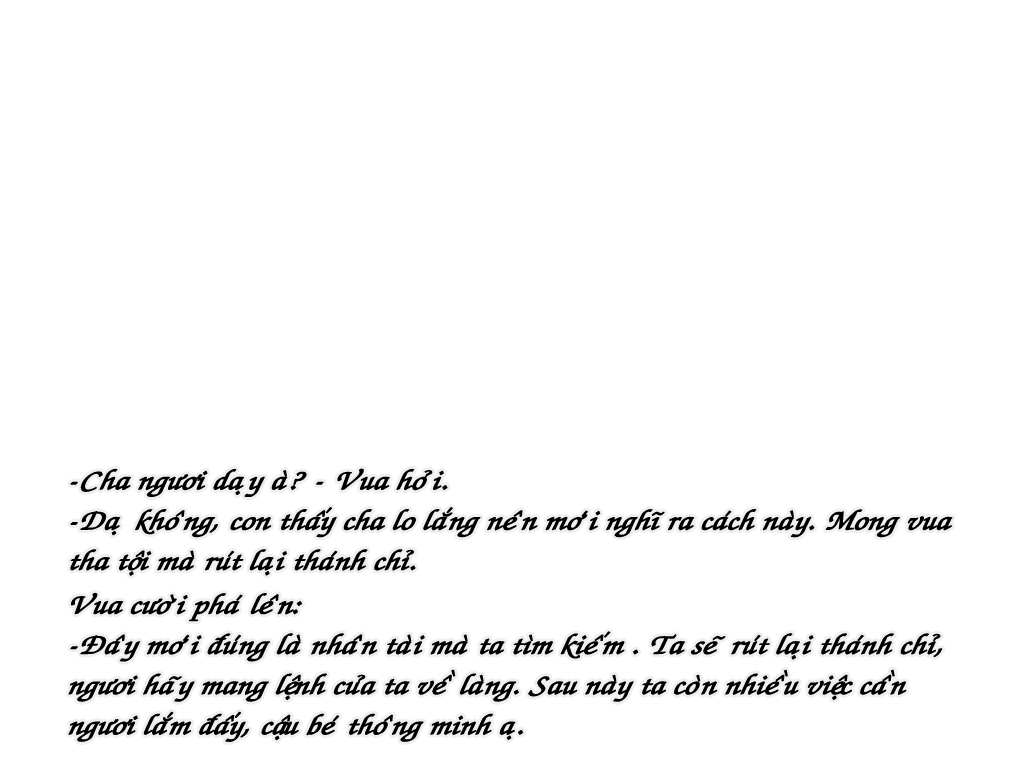 -Cha ngươi dạy à? - Vua hỏi.
-Dạ không, con thấy cha lo lắng nên mới nghĩ ra cách này. Mong vua
tha tội mà rút lại thánh chỉ.
Vua cười phá lên:
-Đây mới đúng là nhân tài mà ta tìm kiếm . Ta sẽ rút lại thánh chỉ,
ngươi hãy mang lệnh của ta về làng. Sau này ta còn nhiều việc cần
ngươi lắm đấy, cậu bé thông minh ạ.